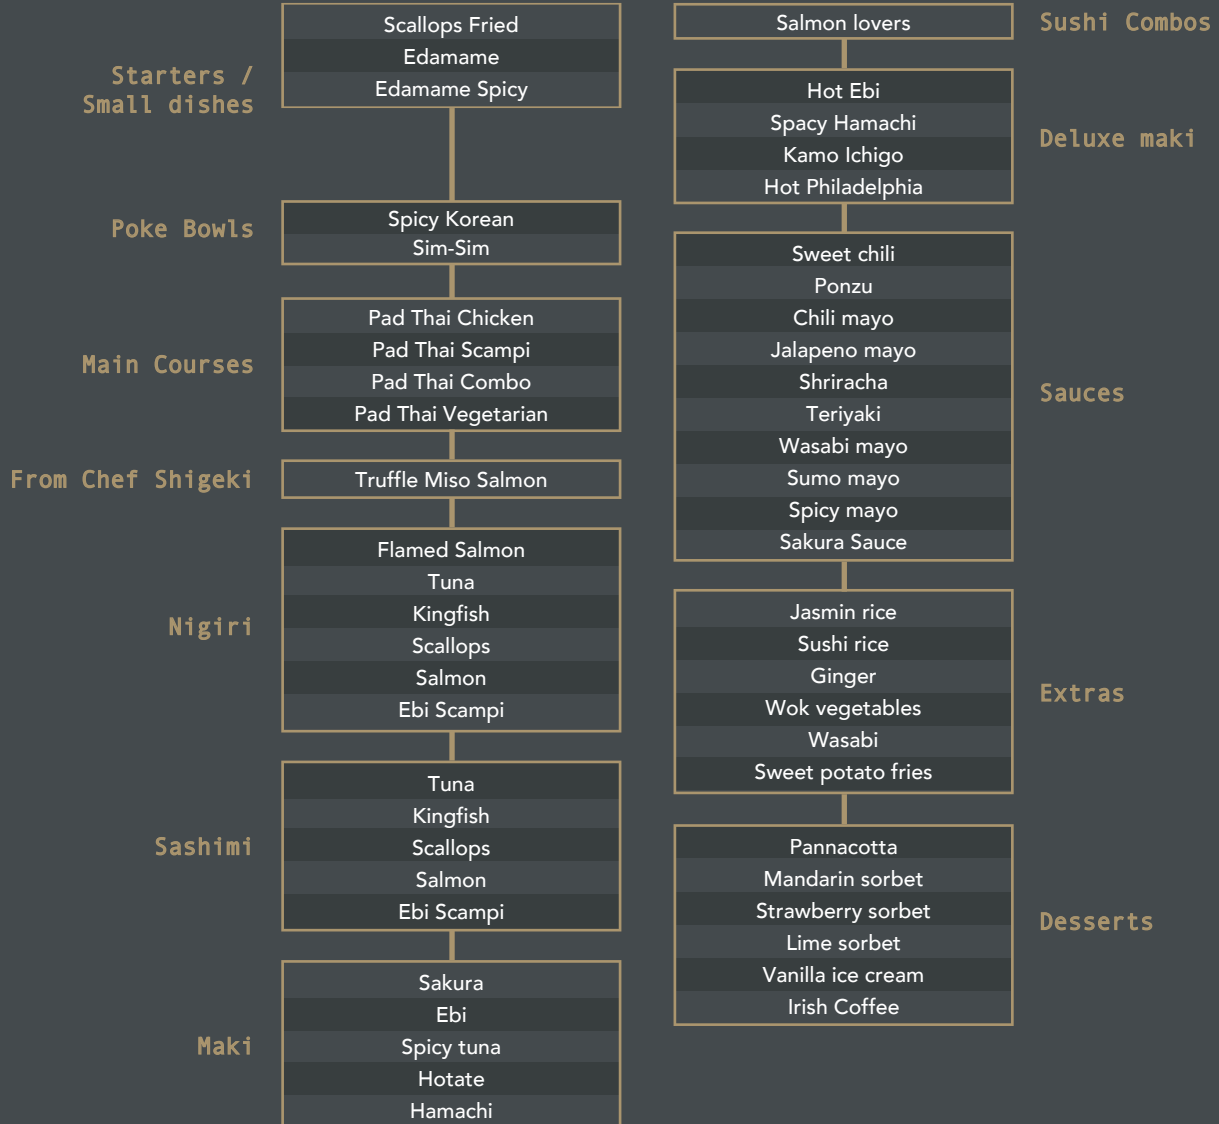 Starters /
Small dishes
Scallops Fried
Edamame
Edamame Spicy
Poke Bowls
Spicy Korean
Sim-Sim
Main Courses
Pad Thai Chicken
Pad Thai Scampi
Pad Thai Combo
Pad Thai Vegetarian
From Chef Shigeki
Truffle Miso Salmon
Nigiri
Flamed Salmon
Tuna
Kingfish
Scallops
Salmon
Ebi Scampi
Sashimi
Tuna
Kingfish
Scallops
Salmon
Ebi Scampi
Maki
Sakura
Ebi
Spicy tuna
Hotate
Hamachi
Sushi Combos
Salmon lovers
Deluxe maki
Hot Ebi
Spacy Hamachi
Kamo Ichigo
Hot Philadelphia
Sauces
Sweet chili
Ponzu
Chili mayo
Jalapeno mayo
Shriracha
Teriyaki
Wasabi mayo
Sumo mayo
Spicy mayo
Sakura Sauce
Extras
Jasmin rice
Sushi rice
Ginger
Wok vegetables
Wasabi
Sweet potato fries
Desserts
Pannacotta
Mandarin sorbet
Strawberry sorbet
Lime sorbet
Vanilla ice cream
Irish Coffee